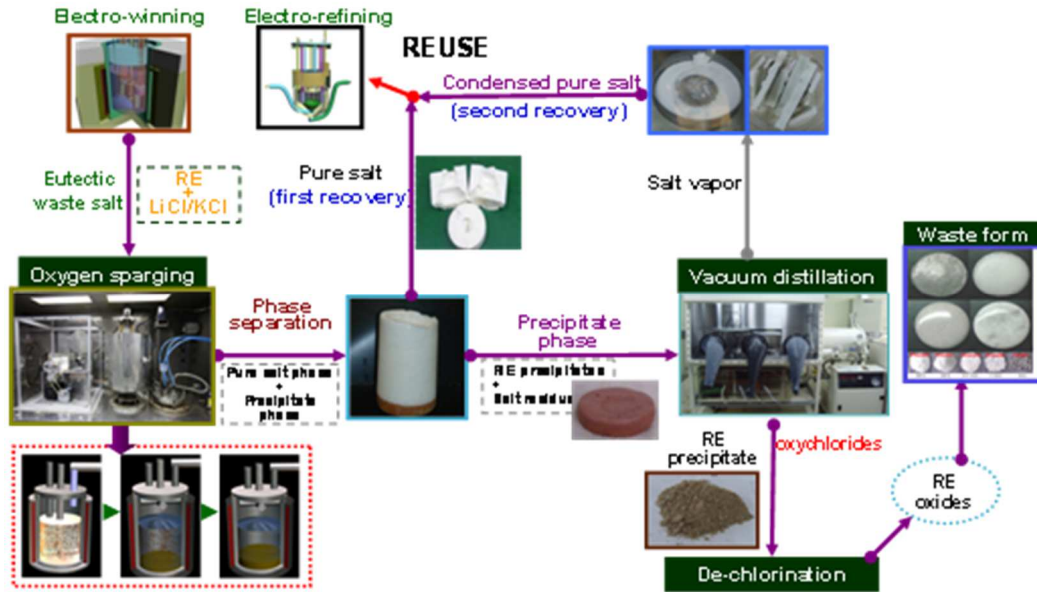 Electro-winning
Electro-refining
REUSE
Condensed pure salt
(second recovery)
Eutectic
waste salt
RE
+
LiCl/KCl
Pure salt
(first recovery)
Salt vapor
Waste form
Oxygen sparging
Vacuum distillation
Phase
separation
Pure salt phase
+
Precipitate
phase
Precipitate
phase
RE precipitates
+
Salt residue
RE
precipitate
oxychlorides
RE
oxides
De-chlorination